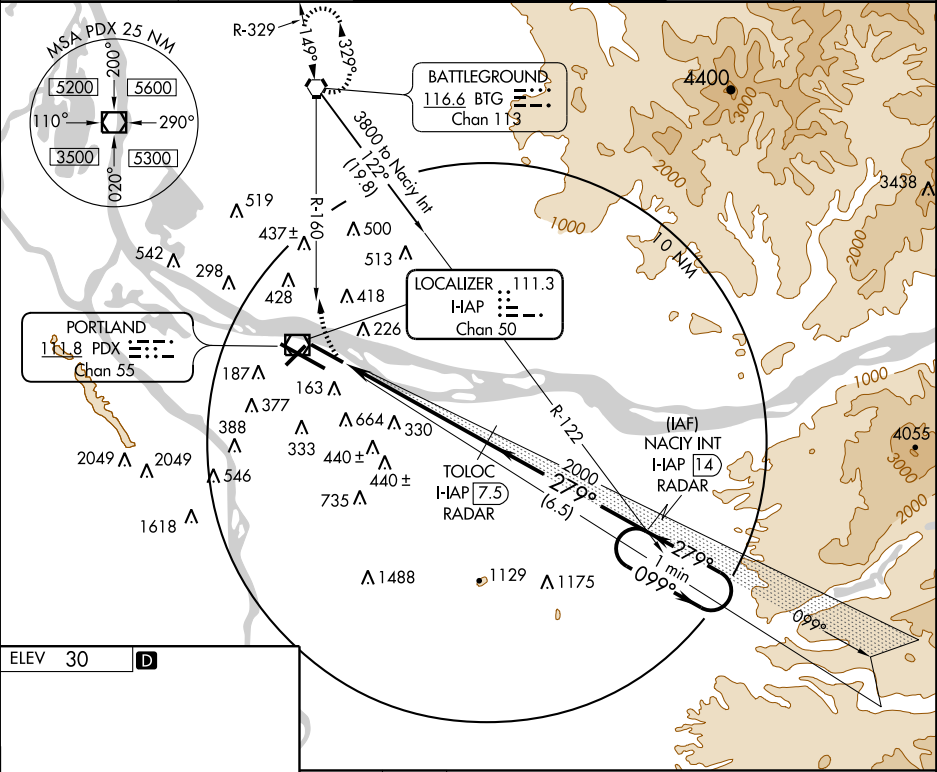 MSA PDX 25 NM
5200
200°
5600
110°
290°
3500
020°
5300
R-329
149°
329°
BATTLEGROUND
116.6 BTG
Chan 113
3800 to Naciy Int
122°
(19.8)
R-160
4400
3000
2000
1000
3438
2000
10 NM
519
437±
500
542
513
298
428
418
226
LOCALIZER 111.3
I-IAP
Chan 50
PORTLAND
111.8 PDX
Chan 55
187
163
377
664
330
388
333
440±
440±
2049
2049
546
735
1618
1488
1129
1175
R-122
TOLOC
I-IAP 7.5
RADAR
2000
279°
(6.5)
(IAF)
NACIY INT
I-IAP 14
RADAR
279°
1 min
099°
099°
1000
4055
3000
2000
ELEV 30 D